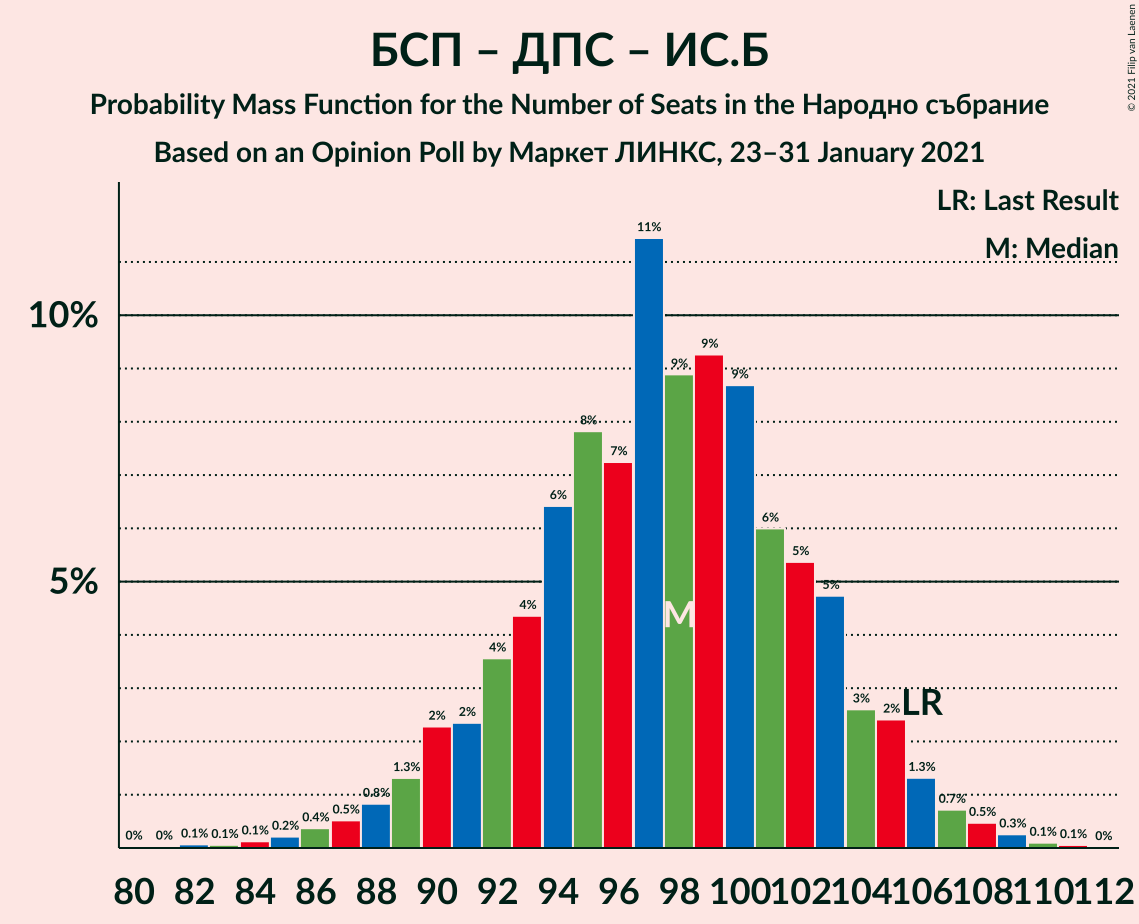 БСП – ДПС – ИС.Б
Probability Mass Function for the Number of Seats in the Народно събрание
Based on an Opinion Poll by Маркет ЛИНКС, 23–31 January 2021
© 2021 Filip van Laenen
LR: Last Result
M: Median
10%
5%
0% 0% 0.1% 0.1% 0.1% 0.2% 0.4% 0.5% 0.8% 1.3% 2% 2% 4% 4% 6% 8% 7% 11% 9% 9% 9% 6% 5% 5% 3% 2% 1.3% 0.7% 0.5% 0.3% 0.1% 0.1% 0%
M
LR
80 82 84 86 88 90 92 94 96 98 100 102 104 106 108 110 112